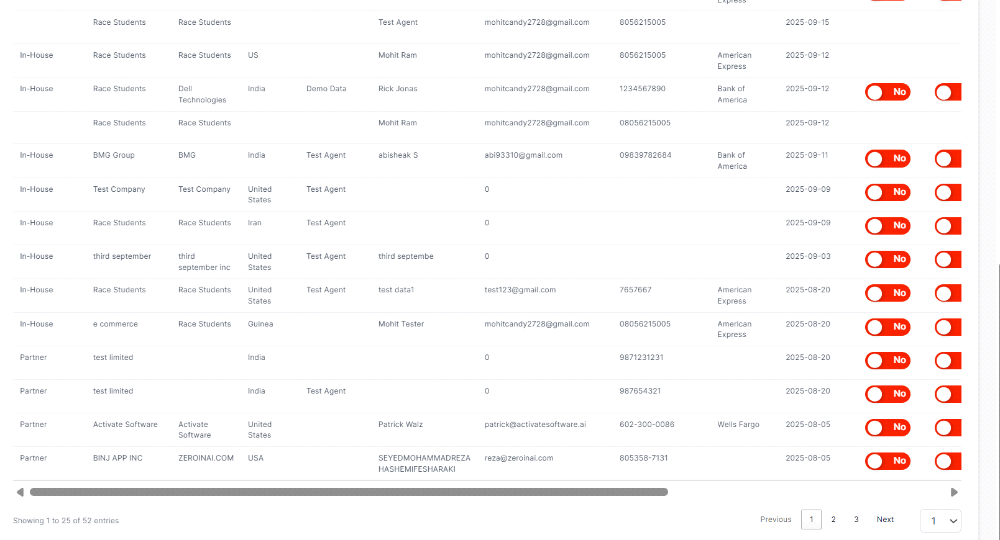 Express
Race Students Race Students Test Agent mohitcandy2728@gmail.com 8056215005 2025-09-15
In-House Race Students Race Students US Mohit Ram mohitcandy2728@gmail.com 8056215005 American 2025-09-12
Express
In-House Race Students Dell India Demo Data Rick Jonas mohitcandy2728@gmail.com 1234567890 Bank of 2025-09-12 No
Technologies America
Race Students Race Students Mohit Ram mohitcandy2728@gmail.com 08056215005 2025-09-12
In-House BMG Group BMG India Test Agent abisheak S abi93310@gmail.com 09839782684 Bank of 2025-09-11 No
America
In-House Test Company Test Company United Test Agent 0 2025-09-09 No
States
In-House Race Students Race Students Iran Test Agent 0 2025-09-09 No
In-House third september third United Test Agent third septembe 0 2025-09-03 No
september inc States
In-House Race Students Race Students United Test Agent test data1 test123@gmail.com 7657667 American 2025-08-20 No
States Express
In-House e commerce Race Students Guinea Mohit Tester mohitcandy2728@gmail.com 08056215005 American 2025-08-20 No
Express
Partner test limited India 0 9871231231 2025-08-20 No
Partner test limited India Test Agent 0 987654321 2025-08-20 No
Partner Activate Software Activate United Patrick Walz patrick@activatesoftware.ai 602-300-0086 Wells Fargo 2025-08-05 No
Software States
Partner BINJ APP INC ZEROINAI.COM USA SEYEDMOHAMMADREZA reza@zeroinai.com 805358-7131 2025-08-05 No
HASHEMIFESHARAKI
Showing 1 to 25 of 52 entries Previous 1 2 3 Next 1